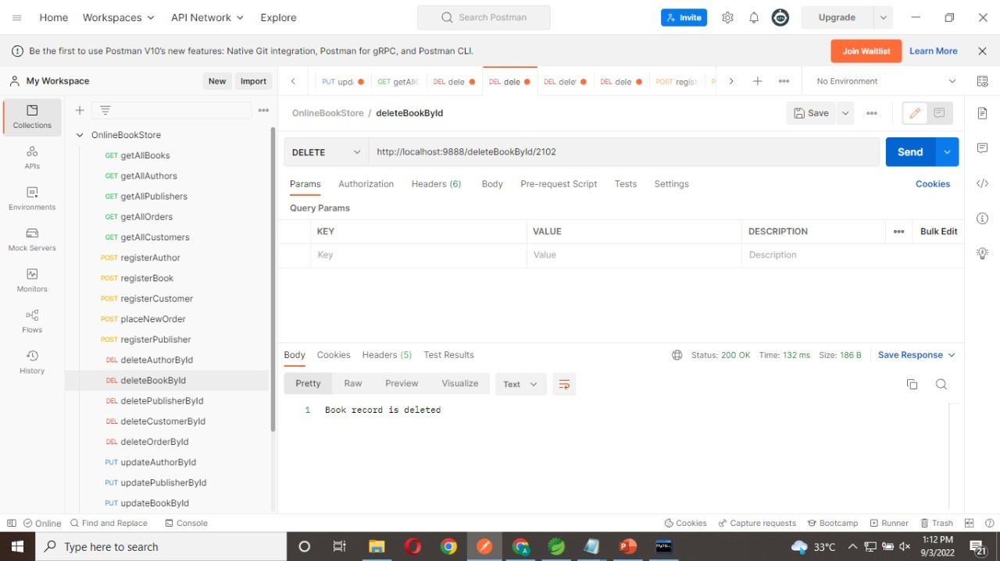 Home Workspaces API Network Explore Search Postman Invite Upgrade
Be the first to use Postman V10's new features: Native Git integration, Postman for gRPC, and Postman CLI. Join Waitlist Learn More
My Workspace New Import
PUT GET getAllC DEL dele DEL dele DEL DEL dele POST regist No Environment
OnlineBookStore / deleteBookById Save
Collections
APIs
Environments
Mock Servers
Monitors
Flows
History
OnlineBookStore
GET getAllBooks
GET getAllAuthors
GET getAllPublishers
GET getAllOrders
GET getAllCustomers
POST registerAuthor
POST registerBook
POST registerCustomer
POST placeNewOrder
POST registerPublisher
DEL deleteAuthorById
DEL deleteBookById
DEL deletePublisherById
DEL deleteCustomerById
DEL deleteOrderById
PUT updateAuthorById
PUT updatePublisherById
PUT updateBookById
DELETE http://localhost:9888/deleteBookById/2102 Send
Params Authorization Headers (6) Body Pre-request Script Tests Settings Cookies
Query Params
KEY VALUE DESCRIPTION Bulk Edit
Key Value Description
Body Cookies Headers (5) Test Results Status: 200 OK Time: 132 ms Size: 186 B Save Response
Pretty Raw Preview Visualize Text
1 Book record is deleted
Online Find and Replace Console Cookies Capture requests Bootcamp Runner Trash
Type here to search 33°C 1:12 PM
9/3/2022 21